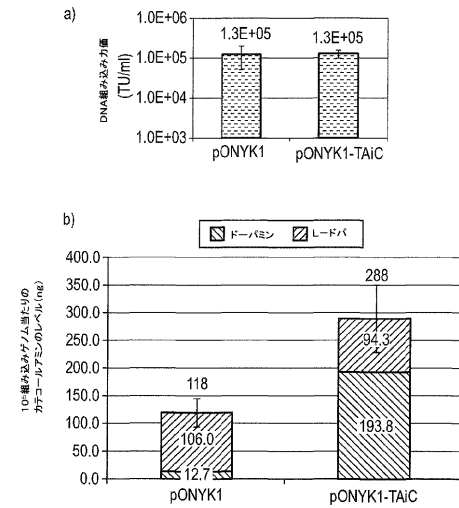 a)
DNA組み込み力価
(TU/ml)
1.0E+06
1.0E+05
1.0E+04
1.0E+03
1.3E+05
1.3E+05
pONYK1
pONYK1-TAiC
b)
ドーパミン
L-ドパ
10⁵組み込みゲノム当たりの
カテコールアミンのレベル(ng)
400.0
350.0
300.0
250.0
200.0
150.0
100.0
50.0
0.0
118
106.0
12.7
288
94.3
193.8
pONYK1
pONYK1-TAiC